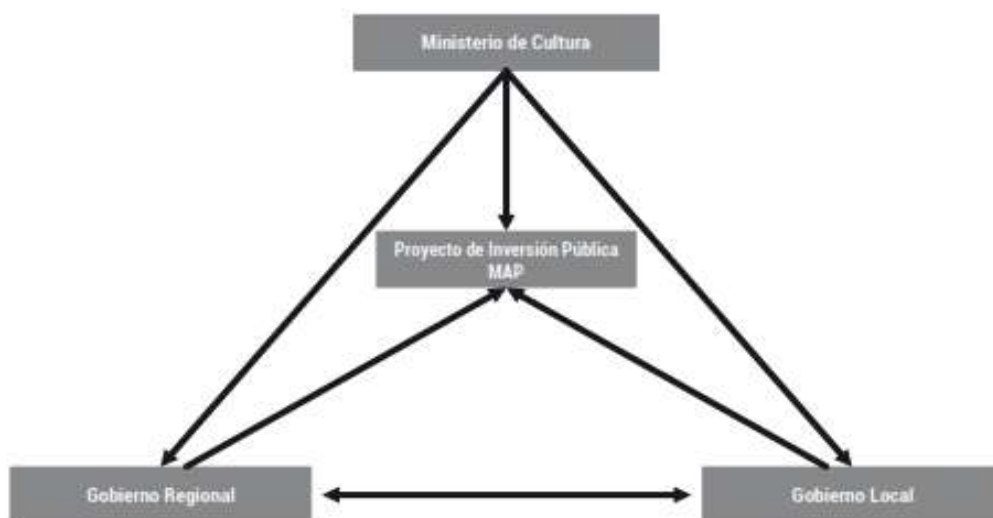 Ministerio de Cultura
Proyecto de Inversión Pública
MAP
Gobierno Regional
Gobierno Local